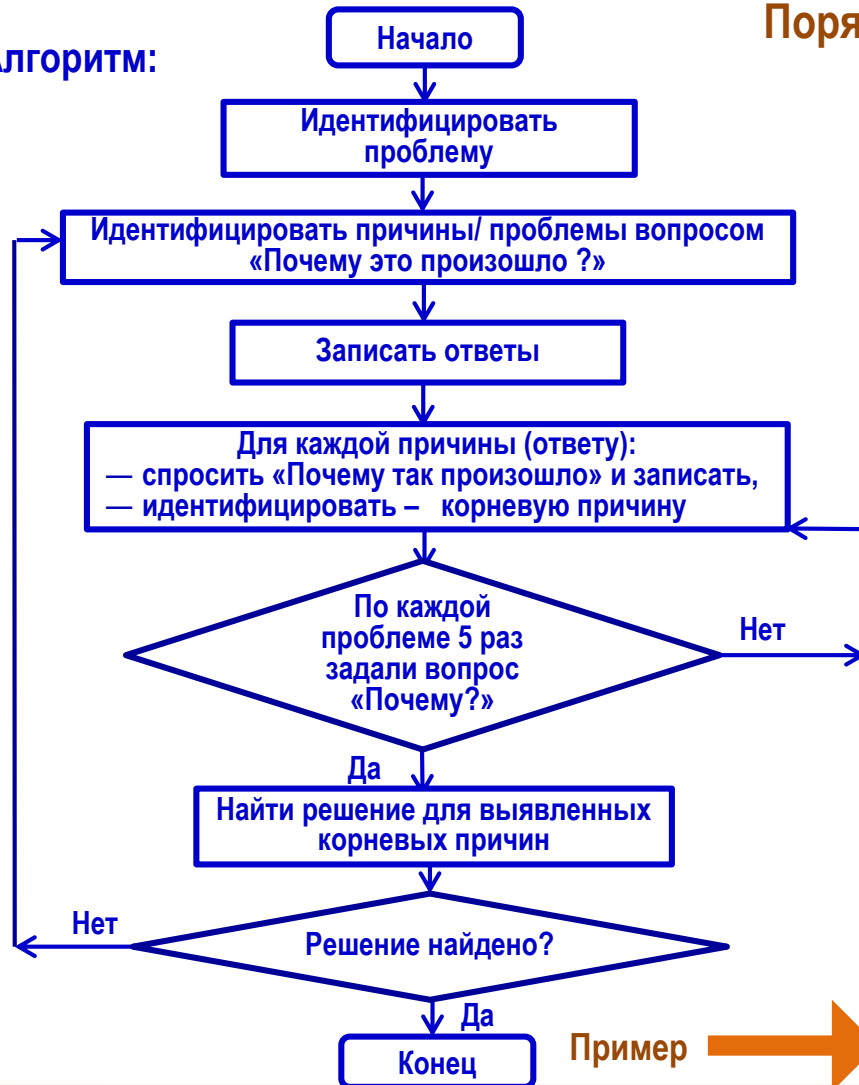 Начало
Поря
лгоритм:
Идентифицировать
проблему
Идентифицировать причины/ проблемы вопросом
«Почему это произошло ?»
Записать ответы
Для каждой причины (ответу):
— спросить «Почему так произошло» и записать,
— идентифицировать – корневую причину
По каждой
проблеме 5 раз
задали вопрос
«Почему?»
Нет
Да
Найти решение для выявленных
корневых причин
Нет
Решение найдено?
Да
Конец
Пример